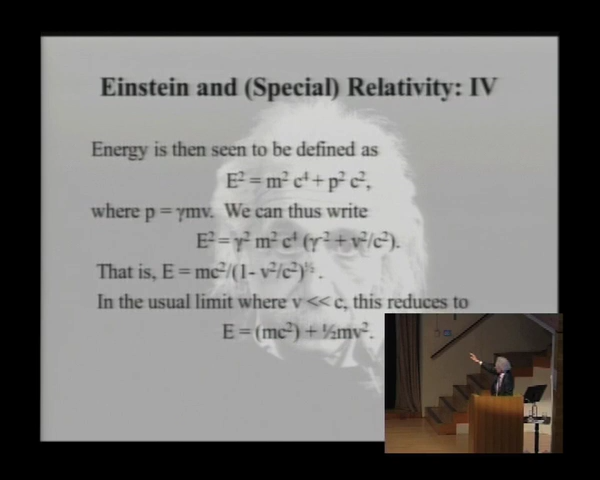 Einstein and (Special) Relativity: IV
Energy is then seen to be defined as
E² = m² c⁴ + p² c²,
where p = γmv. We can thus write
E² = γ² m² c⁴ (γ⁻² + v²/c²).
That is, E = mc²/(1- v²/c²)^½ .
In the usual limit where v << c, this reduces to
E = (mc²) + ½mv².